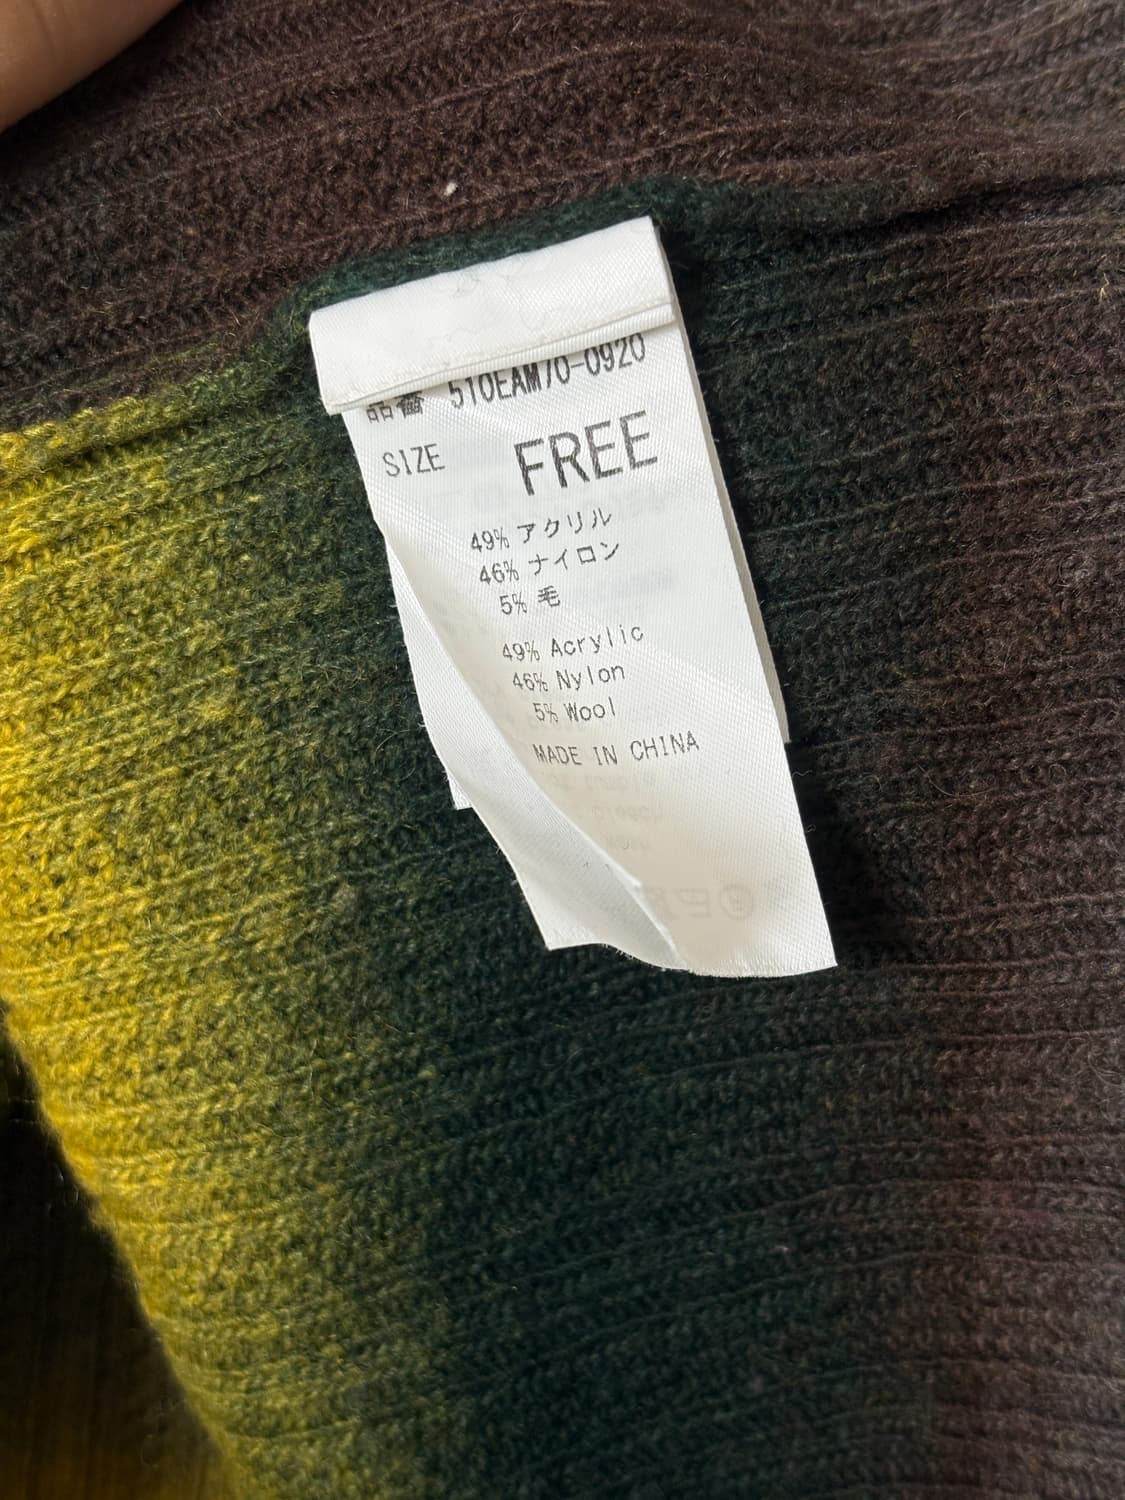 品番 510EAM70-0920
SIZE FREE
49% アクリル
46% ナイロン
5% 毛
49% Acrylic
46% Nylon
5% Wool
MADE IN CHINA